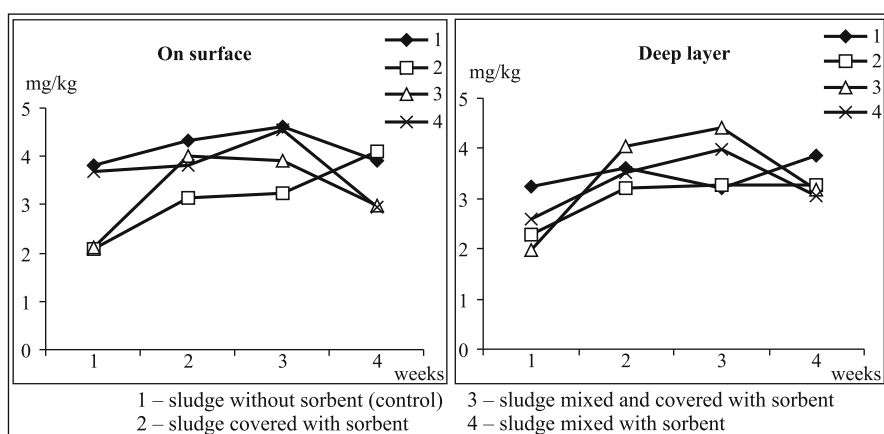 On surface
mg/kg
1
2
3
4
5
4
3
2
1
0
1 2 3 4
weeks
Deep layer
mg/kg
1
2
3
4
5
4
3
2
1
0
1 2 3 4
weeks
1 – sludge without sorbent (control)
2 – sludge covered with sorbent
3 – sludge mixed and covered with sorbent
4 – sludge mixed with sorbent